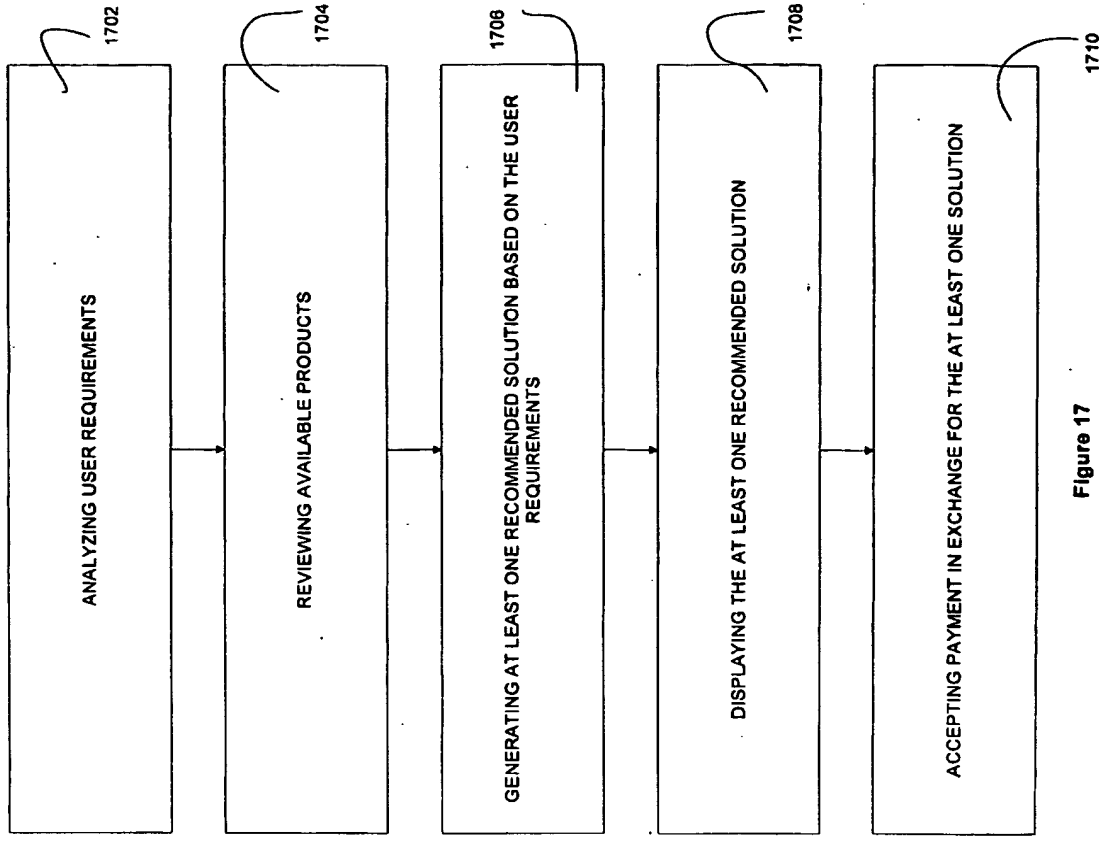 ANALYZING USER REQUIREMENTS
1702
REVIEWING AVAILABLE PRODUCTS
1704
GENERATING AT LEAST ONE RECOMMENDED SOLUTION BASED ON THE USER
REQUIREMENTS
1706
DISPLAYING THE AT LEAST ONE RECOMMENDED SOLUTION
1708
ACCEPTING PAYMENT IN EXCHANGE FOR THE AT LEAST ONE SOLUTION
1710
Figure 17